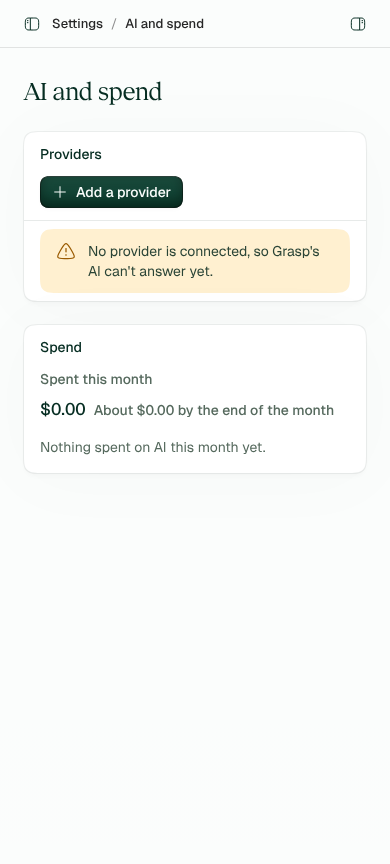 Settings / AI and spend
AI and spend
Providers
Add a provider
No provider is connected, so Grasp's
AI can't answer yet.
Spend
Spent this month
$0.00 About $0.00 by the end of the month
Nothing spent on AI this month yet.